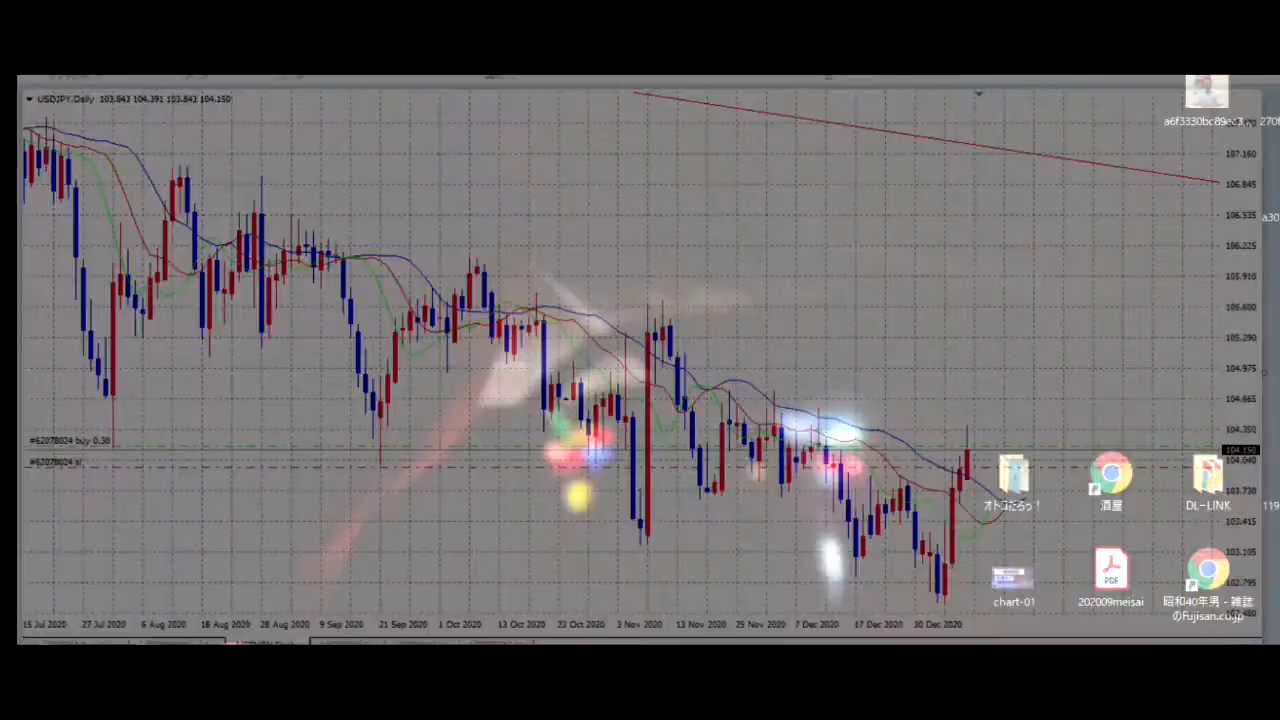 USDJPY.Daily 103.843 104.391 103.843 104.150
a6f3330bc89ec3...
270f
107.160
106.845
106.535
a30
106.225
105.910
105.600
105.290
104.975
104.665
104.350
#62078024 buy 0.30
104.150
#62078024 sl
104.040
103.730
オトコだろっ!
酒屋
DL-LINK
119
103.415
103.105
102.795
chart-01
202009meisai
昭和40年男 - 雑誌
のFujisan.co.jp
15 Jul 2020
27 Jul 2020
6 Aug 2020
18 Aug 2020
28 Aug 2020
9 Sep 2020
21 Sep 2020
1 Oct 2020
13 Oct 2020
23 Oct 2020
3 Nov 2020
13 Nov 2020
25 Nov 2020
7 Dec 2020
17 Dec 2020
30 Dec 2020
PDF